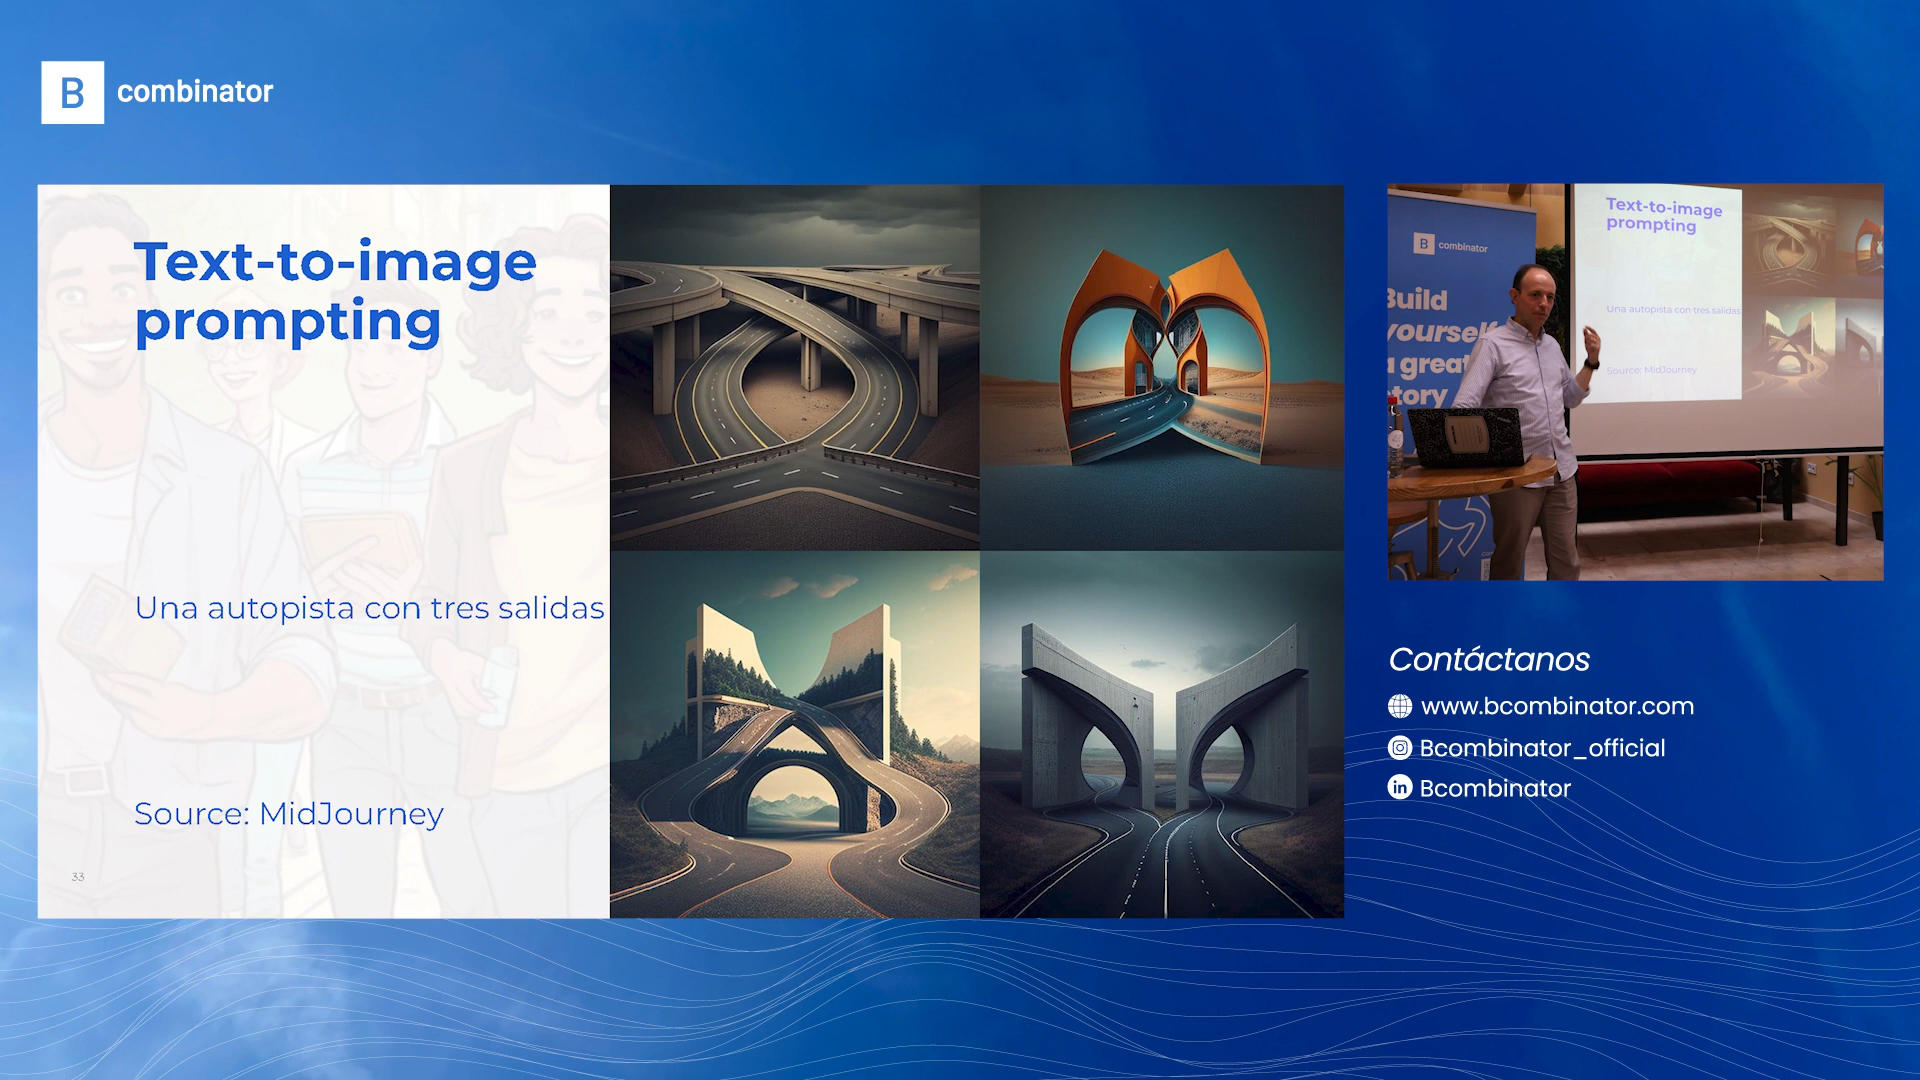 B combinator
Text-to-image
prompting
Una autopista con tres salidas
Source: MidJourney
33
B combinator
Build
yourself
a great
story
Text-to-image
prompting
Una autopista con tres salidas
Source: MidJourney
Contáctanos
www.bcombinator.com
Bcombinator_official
in Bcombinator